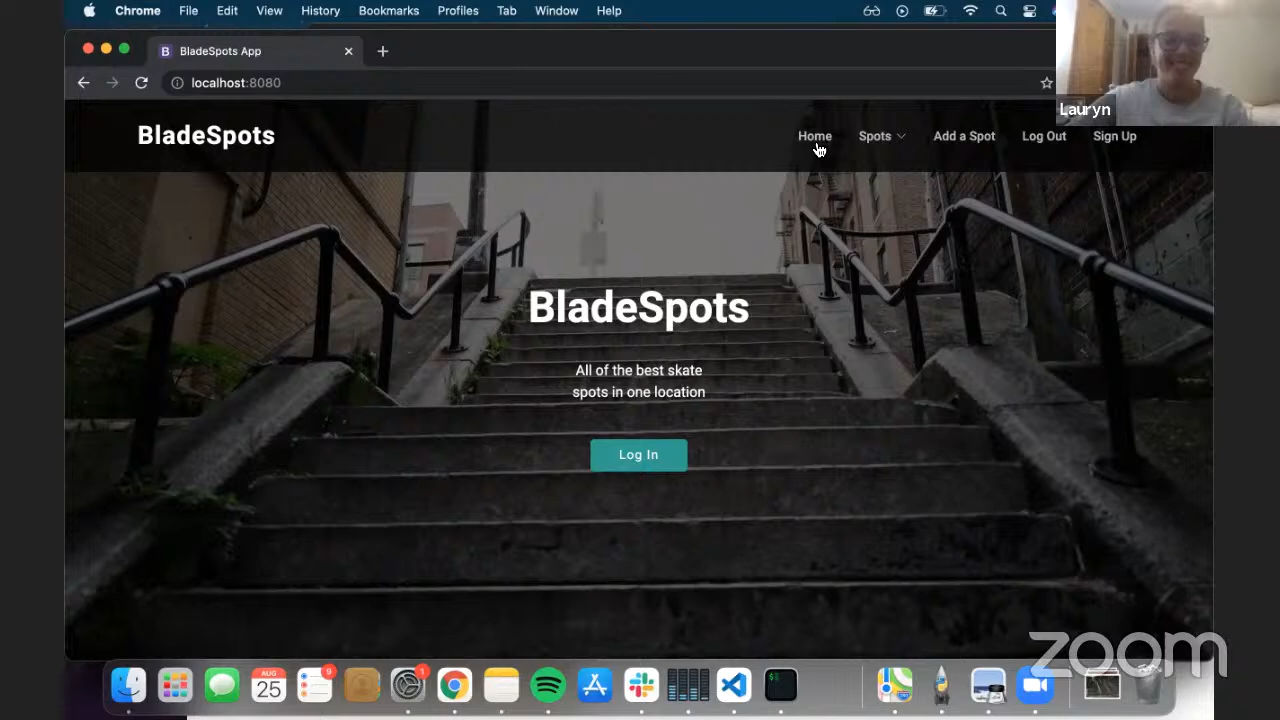 Chrome File Edit View History Bookmarks Profiles Tab Window Help
B BladeSpots App
localhost:8080
Lauryn
BladeSpots
Home Spots Add a Spot Log Out Sign Up
BladeSpots
All of the best skate
spots in one location
Log In
zoom
AUG
25
9
1